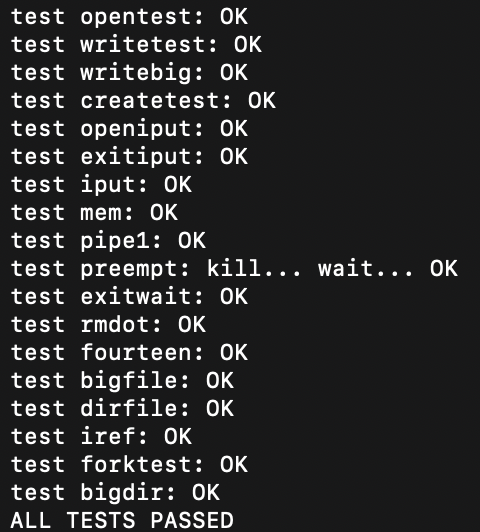 test opentest: OK
test writetest: OK
test writebig: OK
test createtest: OK
test openiput: OK
test exitiput: OK
test iput: OK
test mem: OK
test pipe1: OK
test preempt: kill... wait... OK
test exitwait: OK
test rmdot: OK
test fourteen: OK
test bigfile: OK
test dirfile: OK
test iref: OK
test forktest: OK
test bigdir: OK
ALL TESTS PASSED